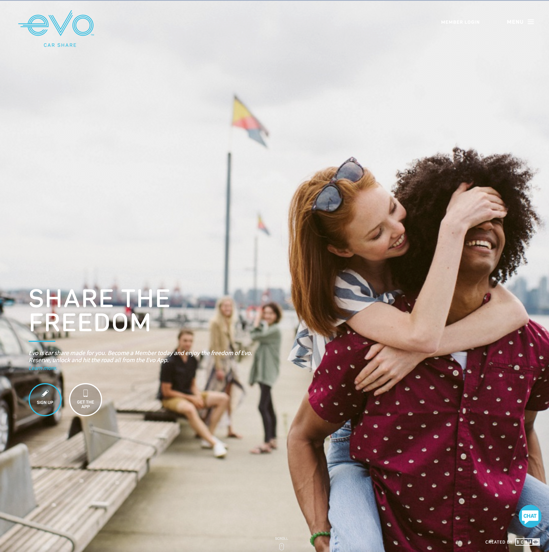 evo
CAR SHARE
MEMBER LOGIN
MENU
SHARE THE
FREEDOM
Evo is car share made for you. Become a Member today and enjoy the freedom of Evo.
Reserve, unlock and hit the road all from the Evo App.
SIGN UP
GET THE
APP
CHAT
CREATED BY